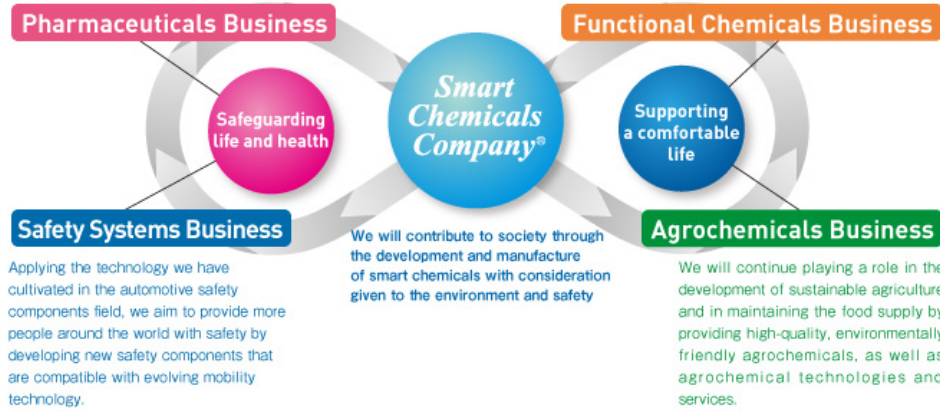 Pharmaceuticals Business
Functional Chemicals Business
Safeguarding
life and health
Smart
Chemicals
Company®
Supporting
a comfortable
life
Safety Systems Business
Agrochemicals Business
We will contribute to society through
the development and manufacture
of smart chemicals with consideration
given to the environment and safety
Applying the technology we have
cultivated in the automotive safety
components field, we aim to provide more
people around the world with safety by
developing new safety components that
are compatible with evolving mobility
technology.
We will continue playing a role in the
development of sustainable agriculture
and in maintaining the food supply by
providing high-quality, environmentally
friendly agrochemicals, as well as
agrochemical technologies and
services.